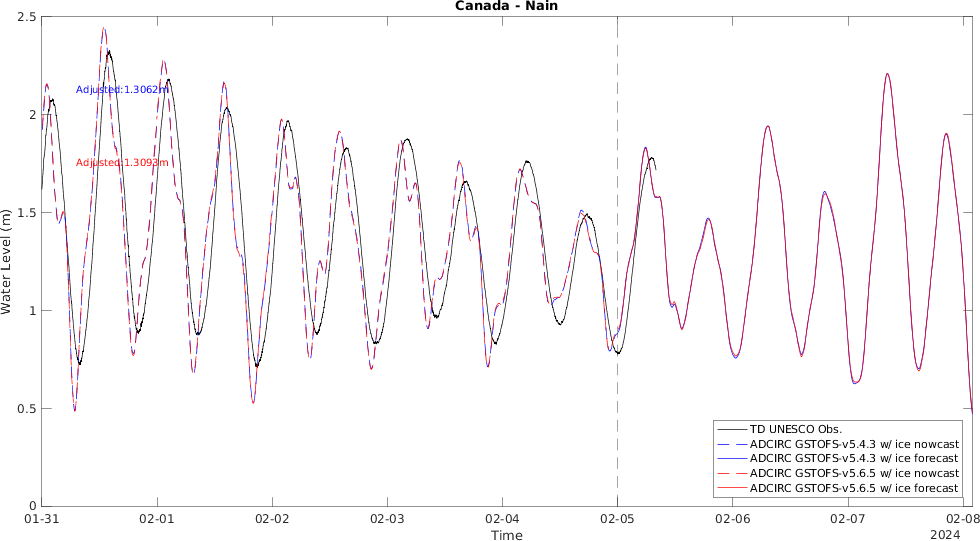 Canada - Nain
2.5
2
1.5
1
0.5
0
Water Level (m)
Adjusted:1.3062m
Adjusted:1.3093m
TD UNESCO Obs.
ADCIRC GSTOFS-v5.4.3 w/ ice nowcast
ADCIRC GSTOFS-v5.4.3 w/ ice forecast
ADCIRC GSTOFS-v5.6.5 w/ ice nowcast
ADCIRC GSTOFS-v5.6.5 w/ ice forecast
01-31 02-01 02-02 02-03 02-04 02-05 02-06 02-07 02-08
Time
2024